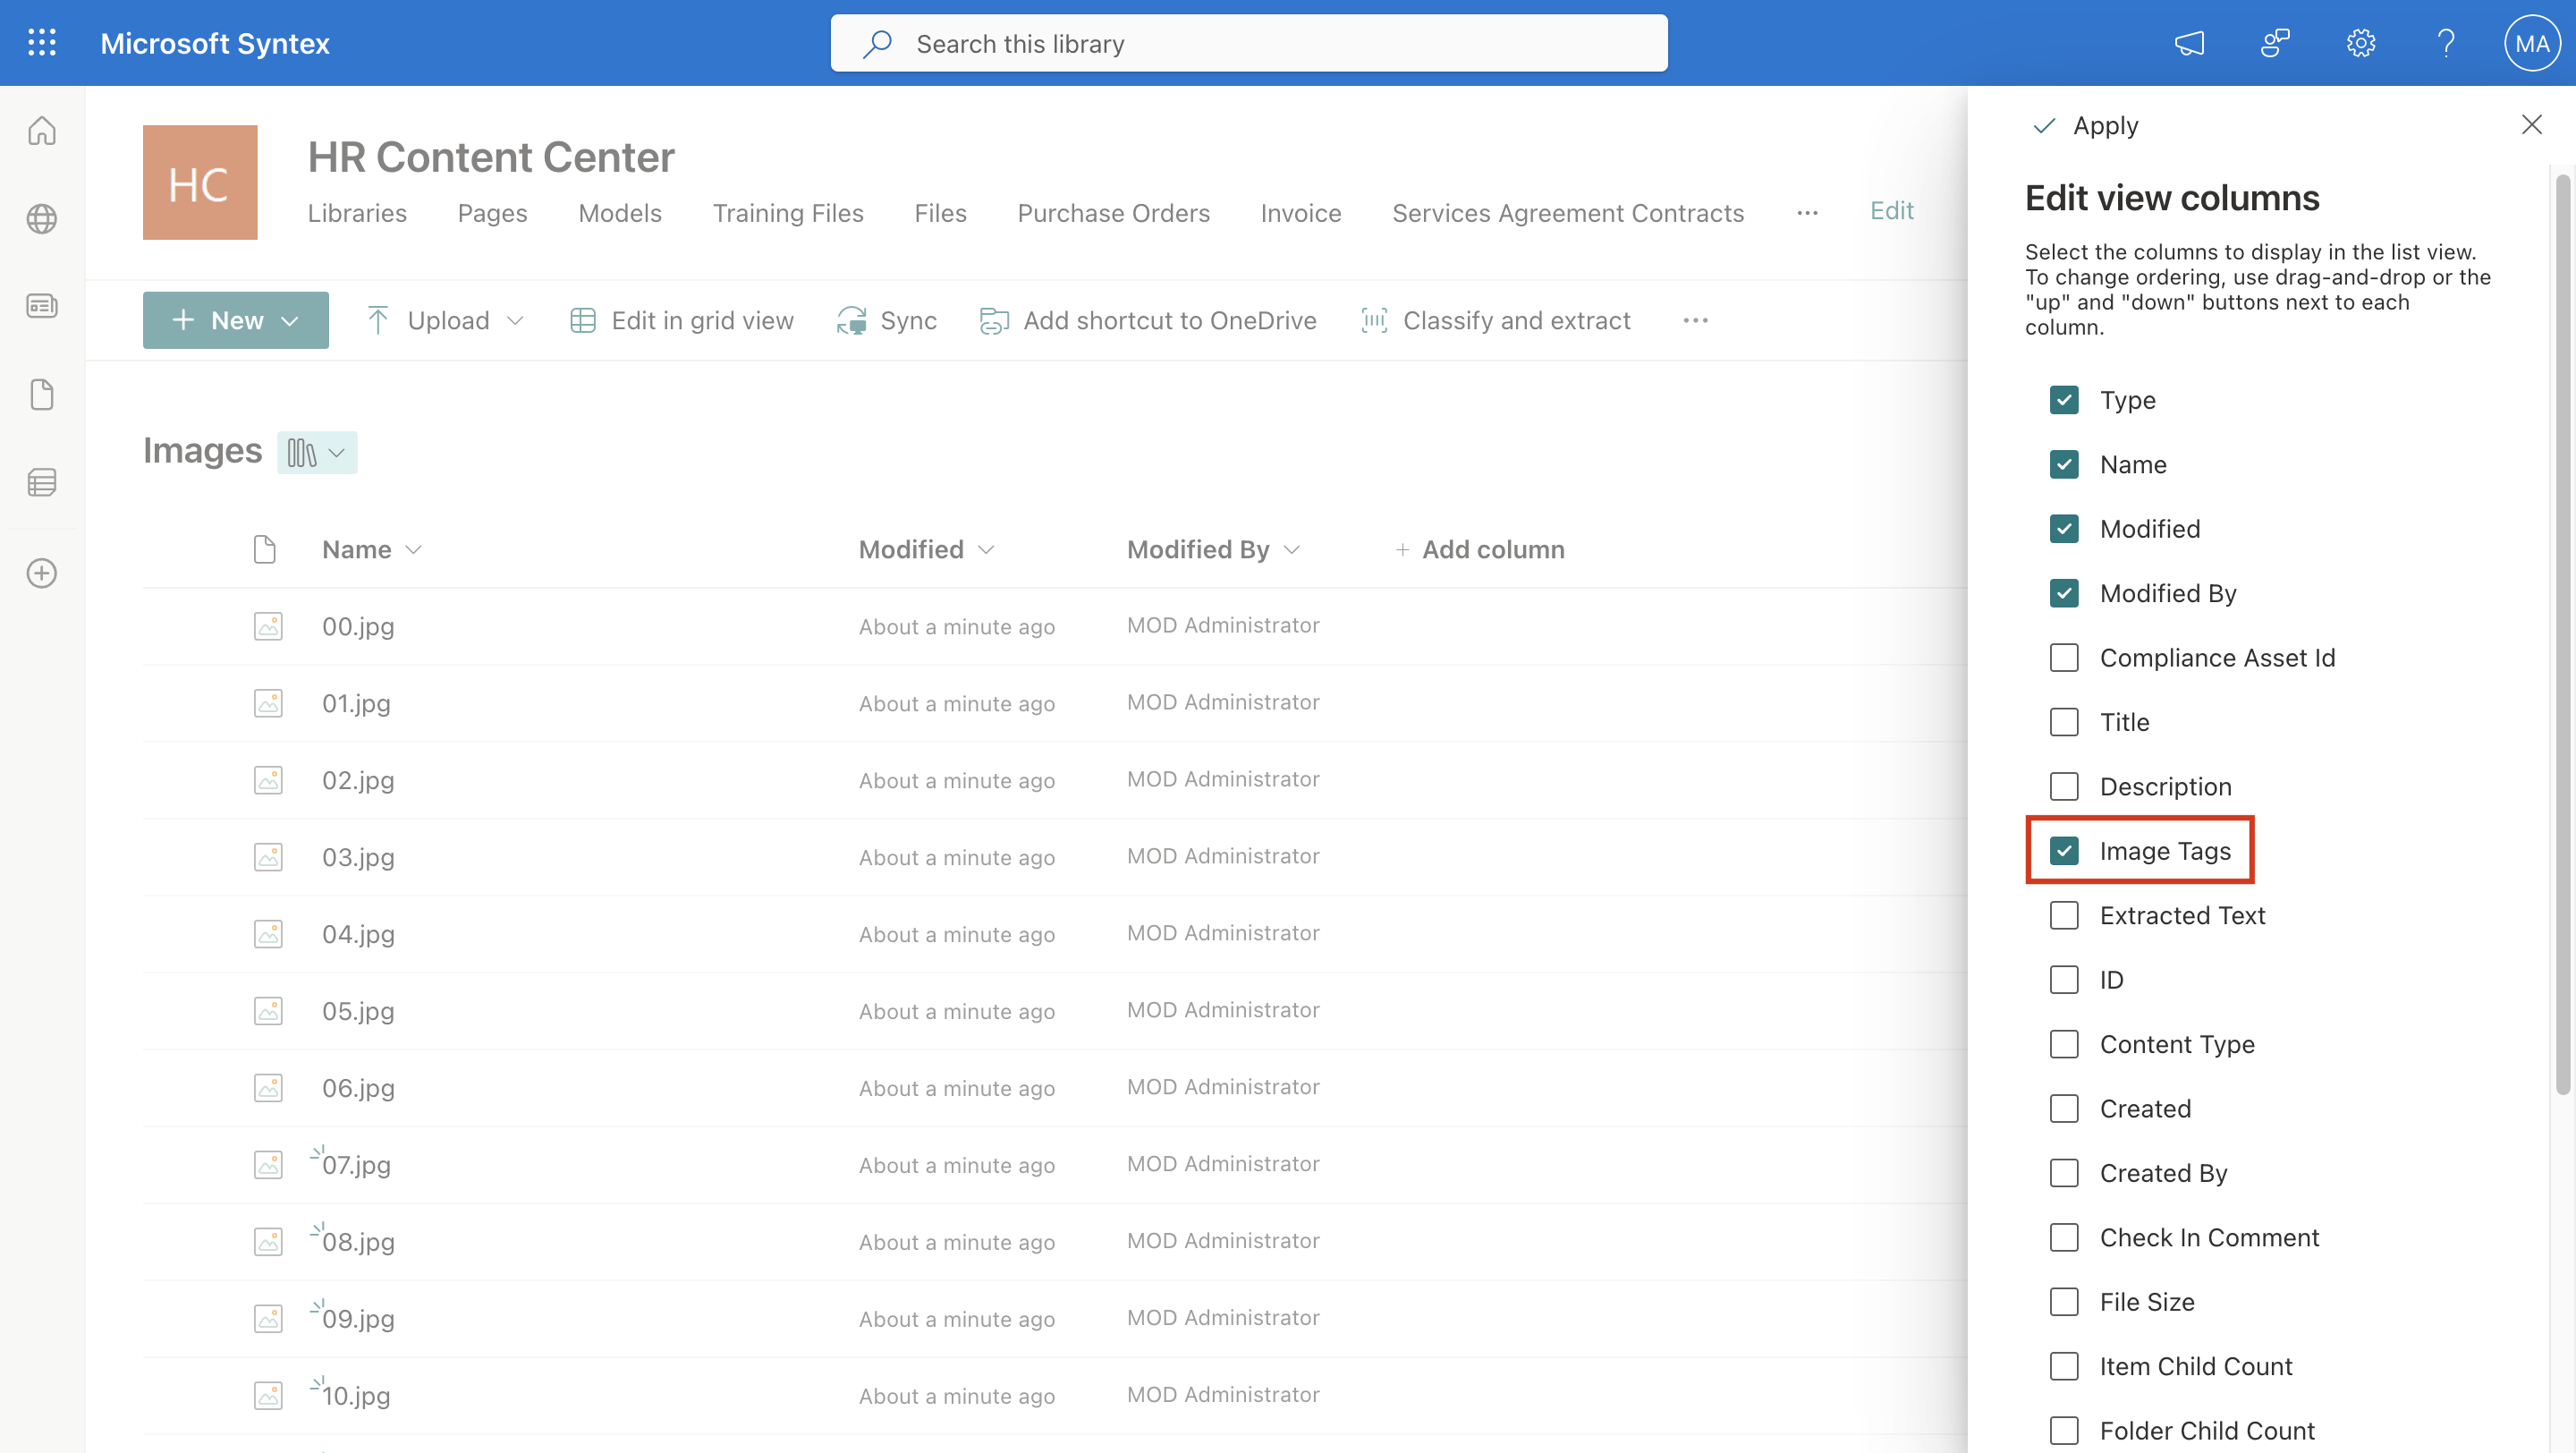 Microsoft Syntex
Search this library
MA
HC
HR Content Center
Libraries Pages Models Training Files Files Purchase Orders Invoice Services Agreement Contracts ... Edit
+ New Upload Edit in grid view Sync Add shortcut to OneDrive Classify and extract ...
Images
Name Modified Modified By + Add column
00.jpg About a minute ago MOD Administrator
01.jpg About a minute ago MOD Administrator
02.jpg About a minute ago MOD Administrator
03.jpg About a minute ago MOD Administrator
04.jpg About a minute ago MOD Administrator
05.jpg About a minute ago MOD Administrator
06.jpg About a minute ago MOD Administrator
07.jpg About a minute ago MOD Administrator
08.jpg About a minute ago MOD Administrator
09.jpg About a minute ago MOD Administrator
10.jpg About a minute ago MOD Administrator
Apply
Edit view columns
Select the columns to display in the list view.
To change ordering, use drag-and-drop or the
"up" and "down" buttons next to each
column.
Type
Name
Modified
Modified By
Compliance Asset Id
Title
Description
Image Tags
Extracted Text
ID
Content Type
Created
Created By
Check In Comment
File Size
Item Child Count
Folder Child Count